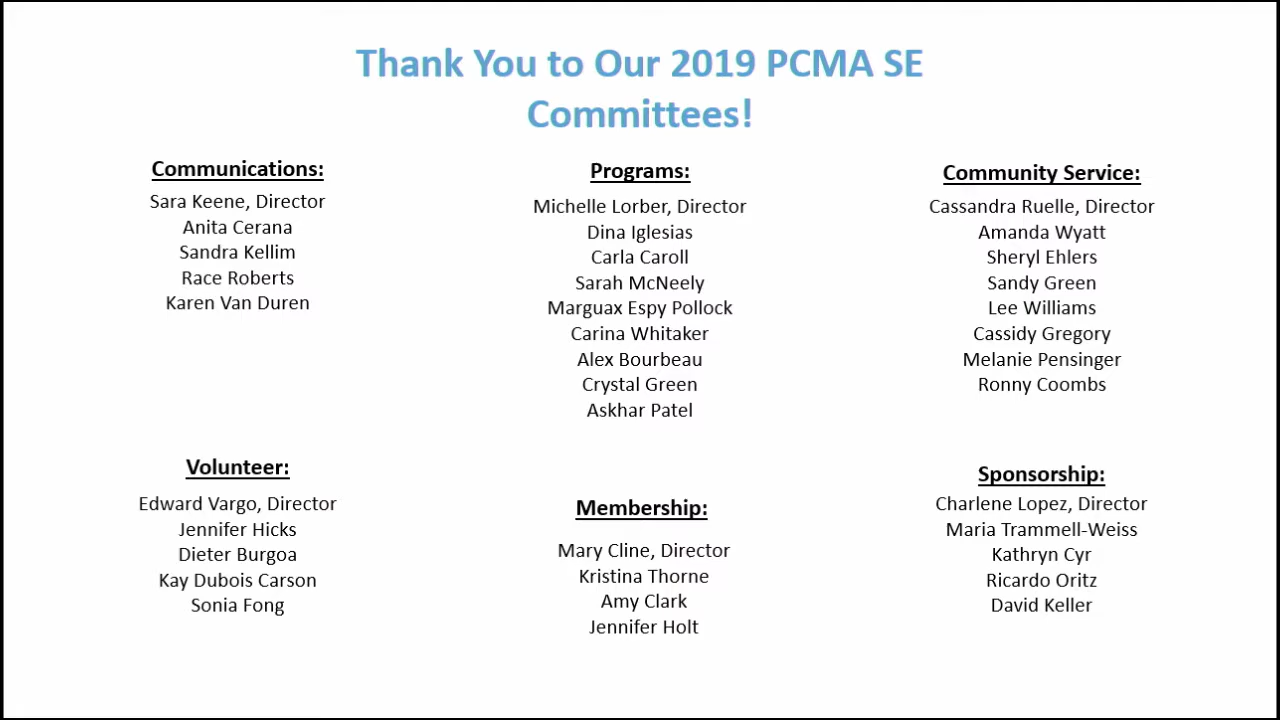 Thank You to Our 2019 PCMA SE
Committees!
Communications:
Sara Keene, Director
Anita Cerana
Sandra Kellim
Race Roberts
Karen Van Duren
Programs:
Michelle Lorber, Director
Dina Iglesias
Carla Caroll
Sarah McNeely
Marguax Espy Pollock
Carina Whitaker
Alex Bourbeau
Crystal Green
Askhar Patel
Community Service:
Cassandra Ruelle, Director
Amanda Wyatt
Sheryl Ehlers
Sandy Green
Lee Williams
Cassidy Gregory
Melanie Pensinger
Ronny Coombs
Volunteer:
Edward Vargo, Director
Jennifer Hicks
Dieter Burgoa
Kay Dubois Carson
Sonia Fong
Membership:
Mary Cline, Director
Kristina Thorne
Amy Clark
Jennifer Holt
Sponsorship:
Charlene Lopez, Director
Maria Trammell-Weiss
Kathryn Cyr
Ricardo Oritz
David Keller